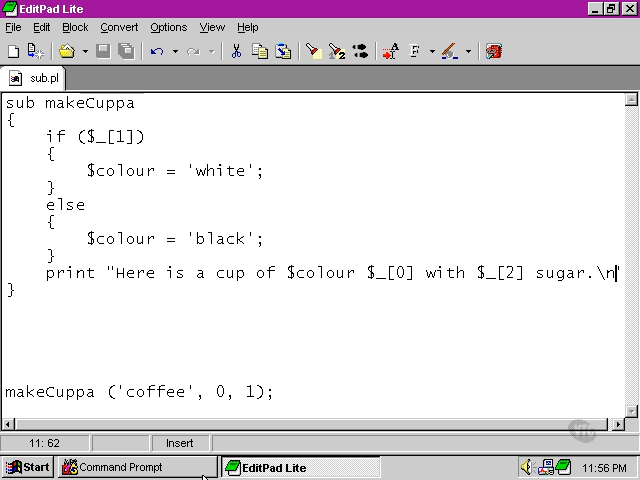 EditPad Lite
File Edit Block Convert Options View Help
sub.pl
sub makeCuppa
{
if ($_[1])
{
$colour = 'white';
}
else
{
$colour = 'black';
}
print "Here is a cup of $colour $_[0] with $_[2] sugar.\n"
}
makeCuppa ('coffee', 0, 1);
11: 62 Insert
Start Command Prompt EditPad Lite 11:56 PM